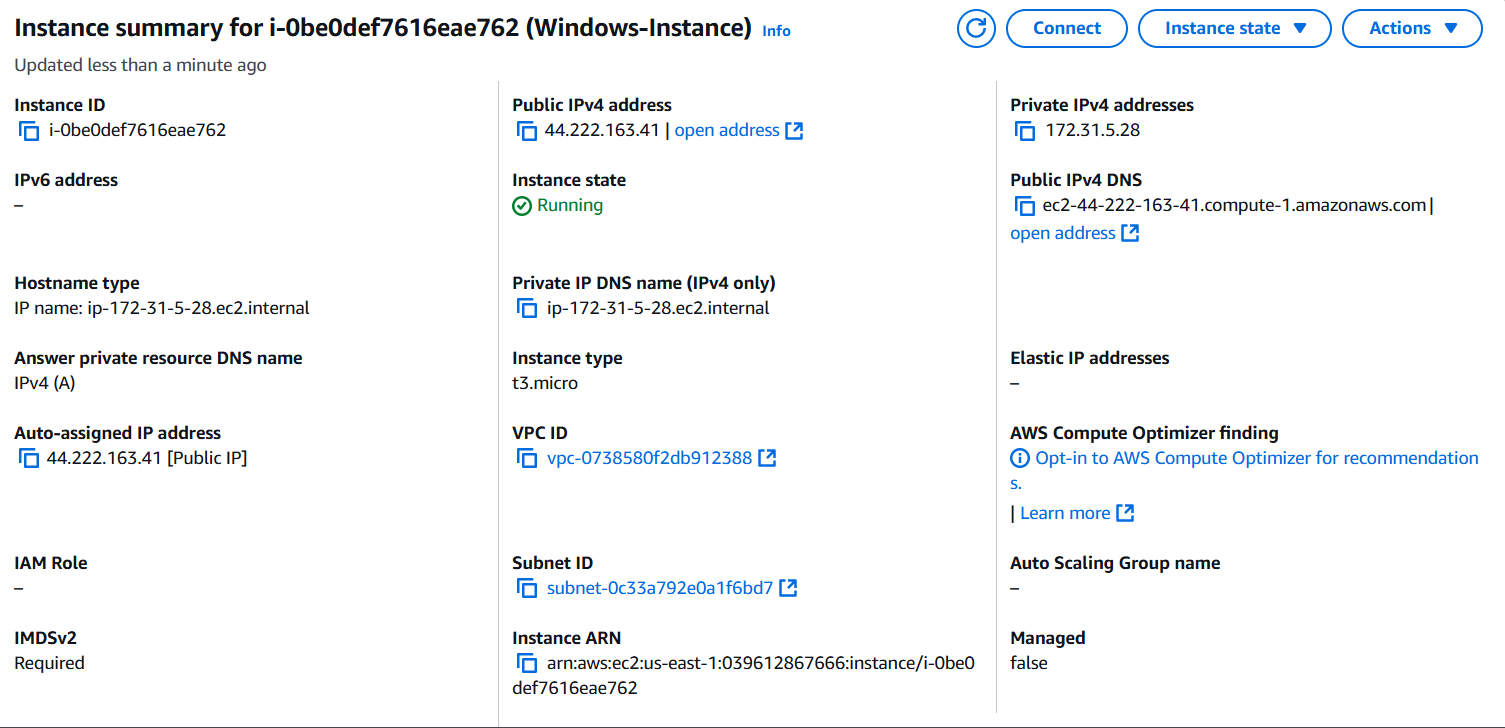 Instance summary for i-0be0def7616eae762 (Windows-Instance) Info
Connect
Instance state
Actions
Updated less than a minute ago
Instance ID
i-0be0def7616eae762
Public IPv4 address
44.222.163.41 | open address
Private IPv4 addresses
172.31.5.28
IPv6 address
–
Instance state
Running
Public IPv4 DNS
ec2-44-222-163-41.compute-1.amazonaws.com |
open address
Hostname type
IP name: ip-172-31-5-28.ec2.internal
Private IP DNS name (IPv4 only)
ip-172-31-5-28.ec2.internal
Answer private resource DNS name
IPv4 (A)
Instance type
t3.micro
Elastic IP addresses
–
Auto-assigned IP address
44.222.163.41 [Public IP]
VPC ID
vpc-0738580f2db912388
AWS Compute Optimizer finding
Opt-in to AWS Compute Optimizer for recommendation
s.
| Learn more
IAM Role
–
Subnet ID
subnet-0c33a792e0a1f6bd7
Auto Scaling Group name
–
IMDSv2
Required
Instance ARN
arn:aws:ec2:us-east-1:039612867666:instance/i-0be0
def7616eae762
Managed
false